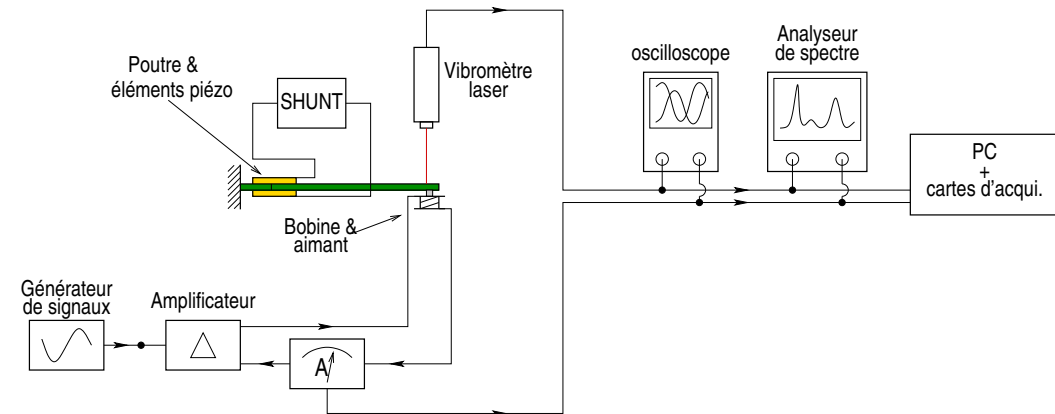 Poutre &
éléments piézo
SHUNT
Vibromètre
laser
oscilloscope
Analyseur
de spectre
PC
+
cartes d'acqui.
Bobine &
aimant
Générateur
de signaux
Amplificateur
A